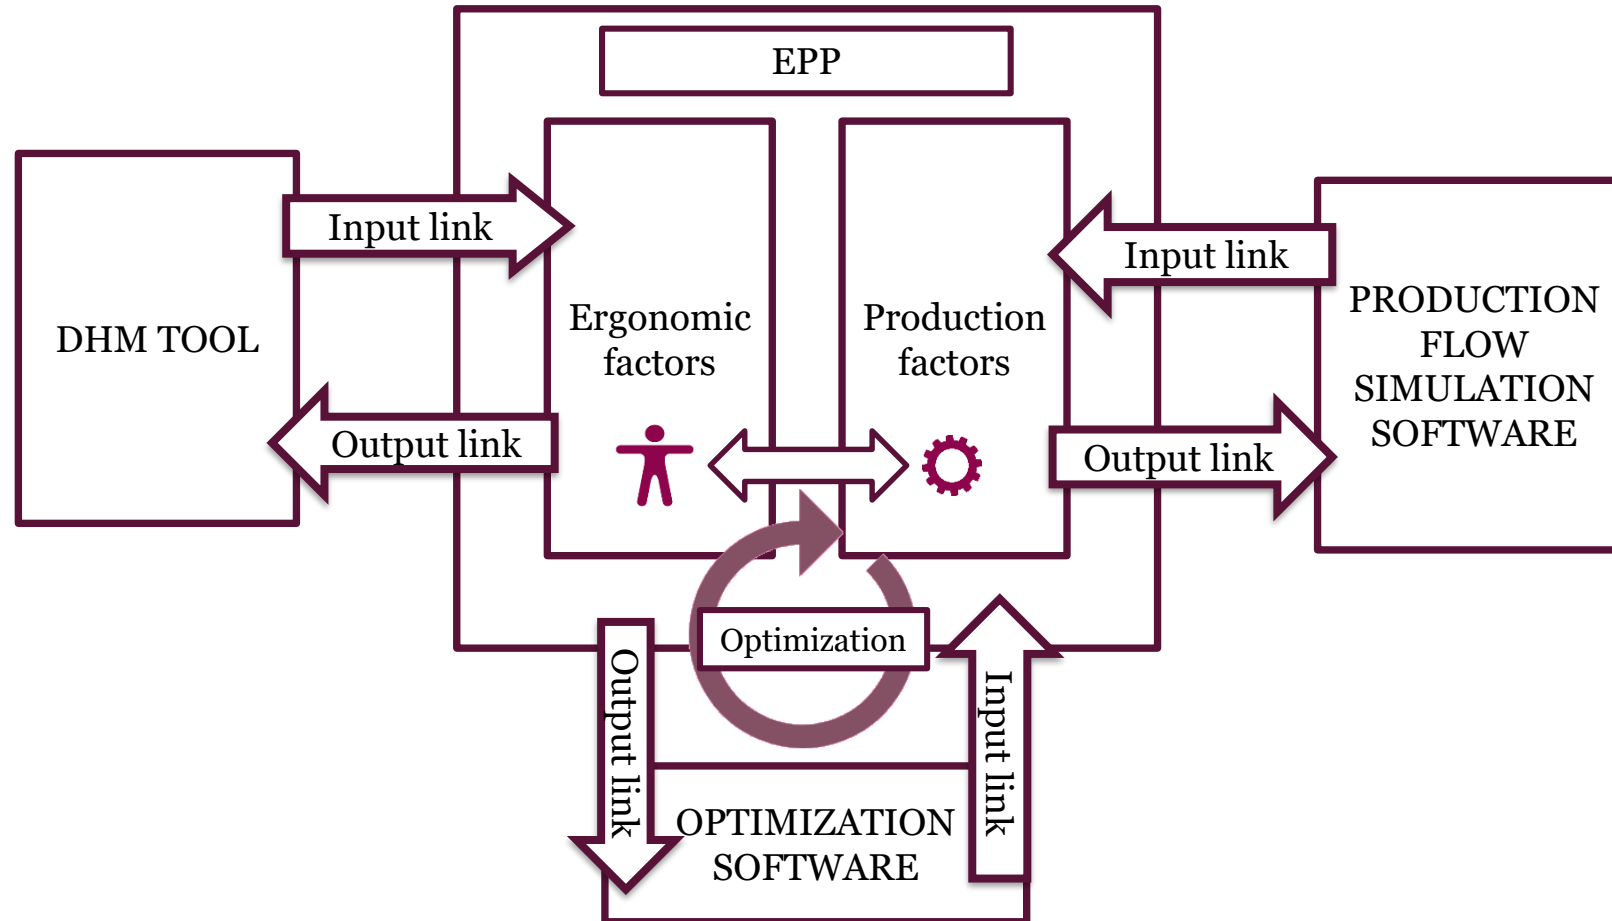 EPP
Input link
Input link
DHM TOOL
Ergonomic
factors
Production
factors
PRODUCTION
FLOW
SIMULATION
SOFTWARE
Output link
Output link
Optimization
Output link
Input link
OPTIMIZATION
SOFTWARE